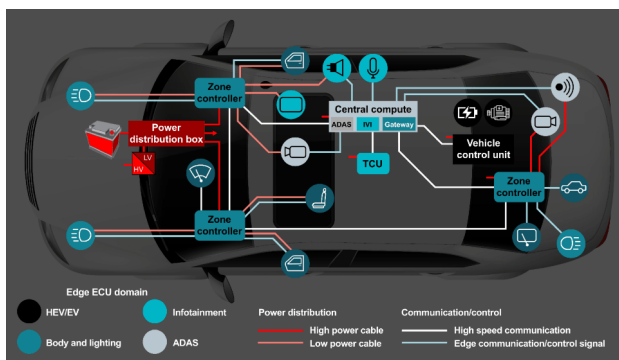 Zone
controller
Central compute
ADAS
IVI
Gateway
Power
distribution box
LV
HV
TCU
Vehicle
control unit
Zone
controller
Zone
controller
Edge ECU domain
HEV/EV
Infotainment
Body and lighting
ADAS
Power distribution
High power cable
Low power cable
Communication/control
High speed communication
Edge communication/control signal